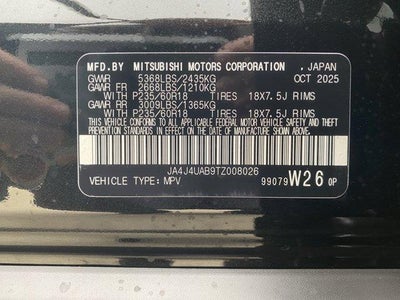 MFD.BY MITSUBISHI MOTORS CORPORATION, JAPAN
GVWR 5368LBS/2435KG OCT 2025
GAWR FR 2668LBS/1210KG
WITH P235/60R18 TIRES 18X7.5J RIMS
GAWR RR 3009LBS/1365KG
WITH P235/60R18 TIRES 18X7.5J RIMS
THIS VEHICLE CONFORMS TO ALL APPLICABLE FEDERAL
MOTOR VEHICLE SAFETY AND THEFT PREVENTION
STANDARDS IN EFFECT ON THE DATE OF MANUFACTURE
SHOWN ABOVE.
JA4J4UAB9TZ008026
VEHICLE TYPE: MPV 99079 W26 0P